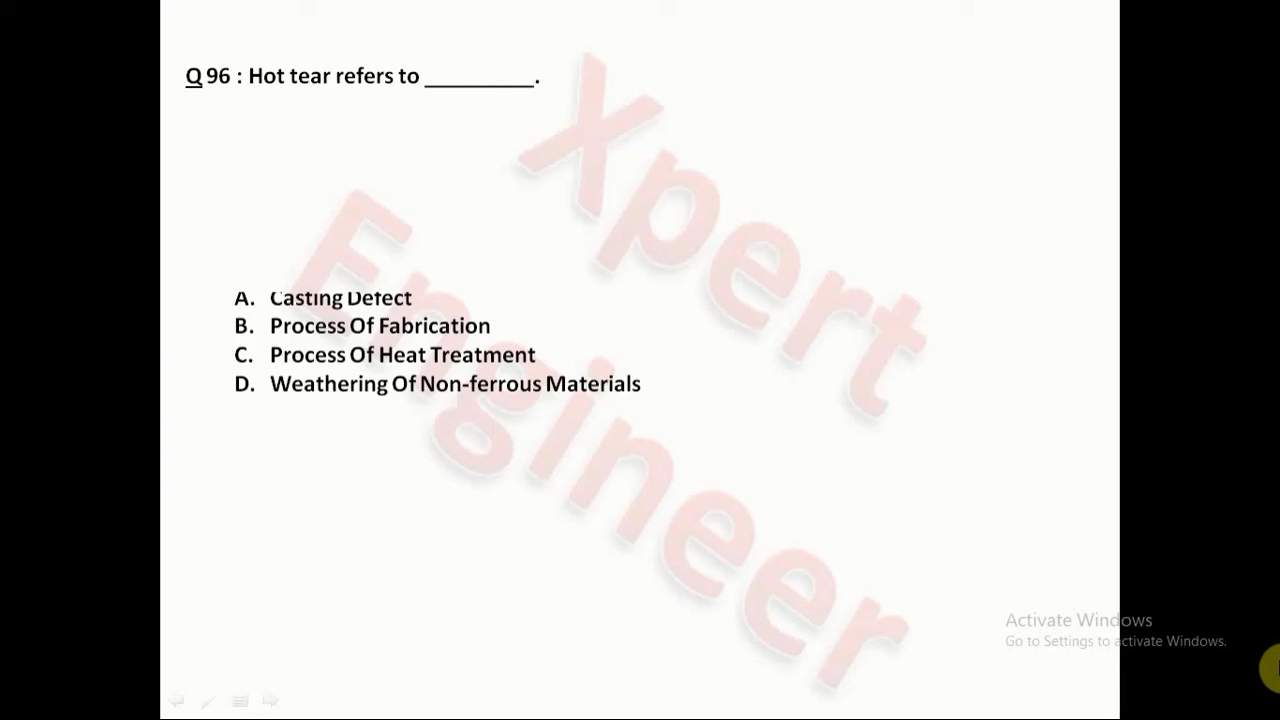 Q 96 : Hot tear refers to _________.
A. Casting Defect
B. Process Of Fabrication
C. Process Of Heat Treatment
D. Weathering Of Non-ferrous Materials
Xpert
Engineer
Activate Windows
Go to Settings to activate Windows.